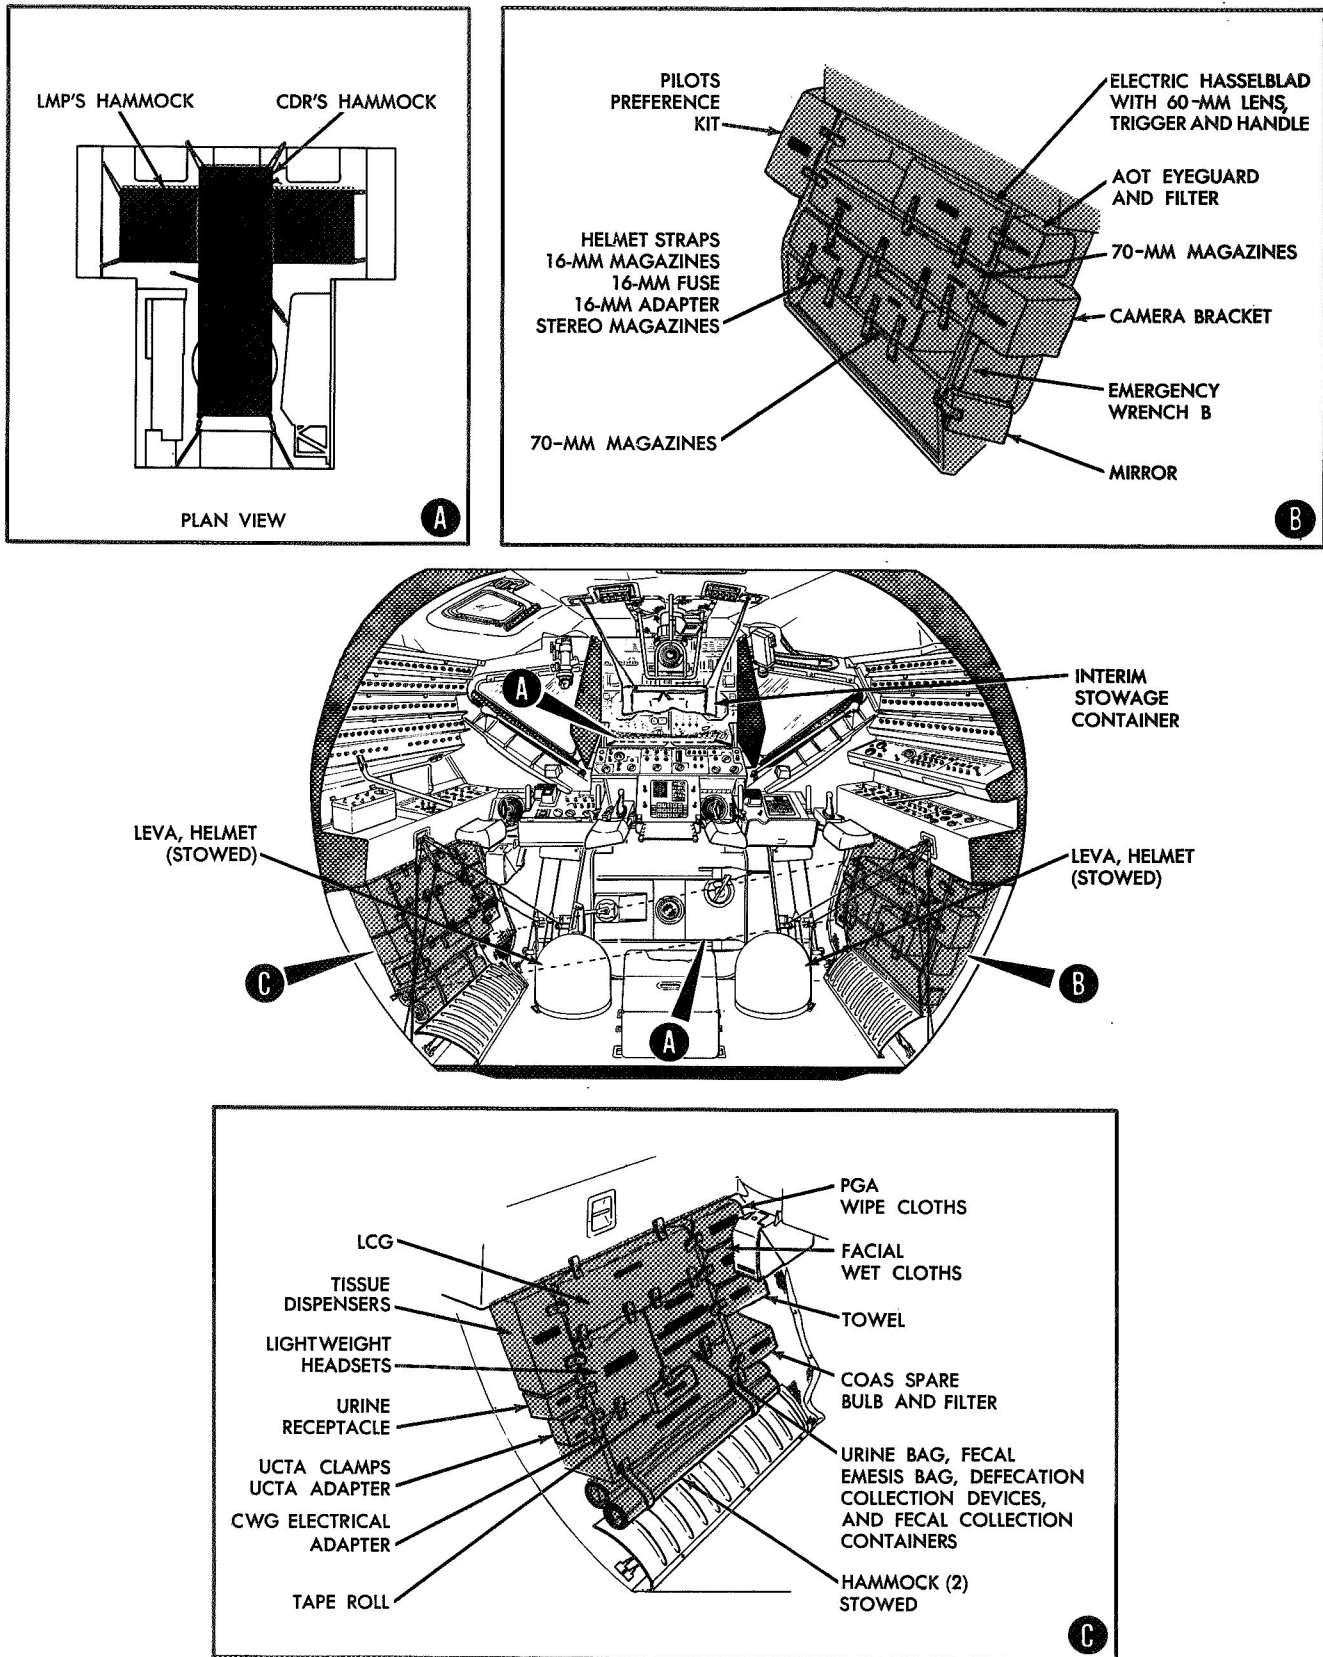 LMP'S HAMMOCK
CDR'S HAMMOCK
PLAN VIEW
A
PILOTS
PREFERENCE
KIT
HELMET STRAPS
16-MM MAGAZINES
16-MM FUSE
16-MM ADAPTER
STEREO MAGAZINES
70-MM MAGAZINES
ELECTRIC HASSELBLAD
WITH 60-MM LENS,
TRIGGER AND HANDLE
AOT EYEGUARD
AND FILTER
70-MM MAGAZINES
CAMERA BRACKET
EMERGENCY
WRENCH B
MIRROR
B
A
INTERIM
STOWAGE
CONTAINER
LEVA, HELMET
(STOWED)
LEVA, HELMET
(STOWED)
C
B
A
LCG
TISSUE
DISPENSERS
LIGHTWEIGHT
HEADSETS
URINE
RECEPTACLE
UCTA CLAMPS
UCTA ADAPTER
CWG ELECTRICAL
ADAPTER
TAPE ROLL
PGA
WIPE CLOTHS
FACIAL
WET CLOTHS
TOWEL
COAS SPARE
BULB AND FILTER
URINE BAG, FECAL
EMESIS BAG, DEFECATION
COLLECTION DEVICES,
AND FECAL COLLECTION
CONTAINERS
HAMMOCK (2)
STOWED
C